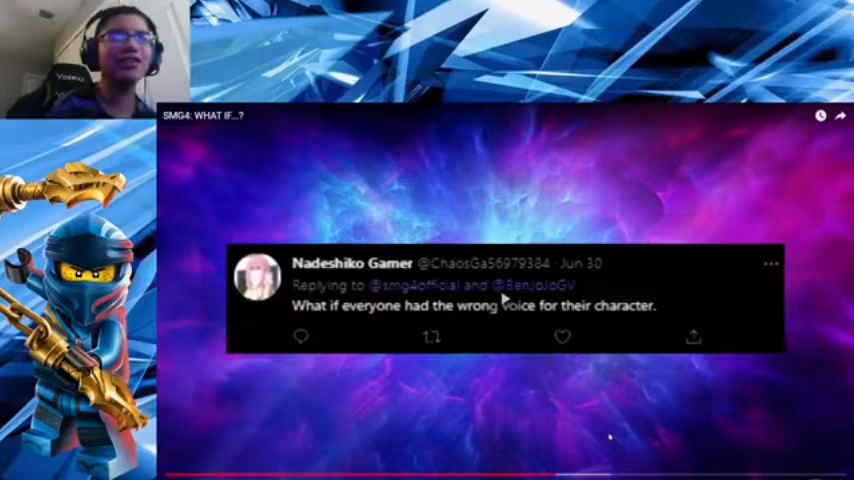 SMG4: WHAT IF...?
Nadeshiko Gamer @ChaosGa56979384 · Jun 30
Replying to @smg4official and @BenJoJoGV
What if everyone had the wrong voice for their character.